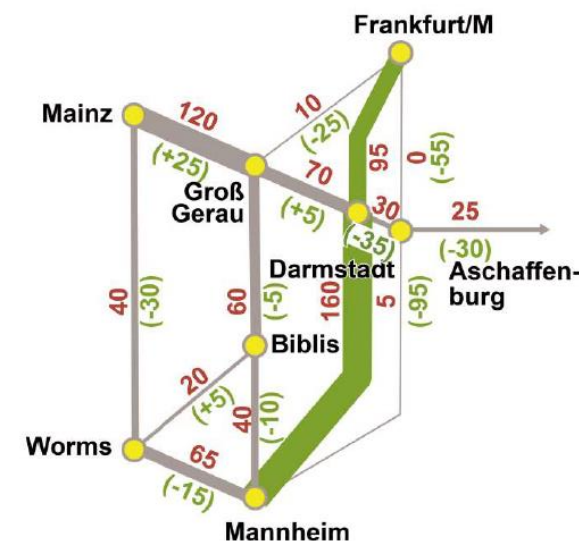 Frankfurt/M
Mainz
120
(+25)
10
(-25)
Groß
Gerau
70
(+5)
95
0
(-55)
30
(-35)
25
(-30)
Darmstadt
Aschaffen-
burg
40
(-30)
60
(-5)
160
5
(-95)
Biblis
20
(+5)
40
(-10)
Worms
65
(-15)
Mannheim